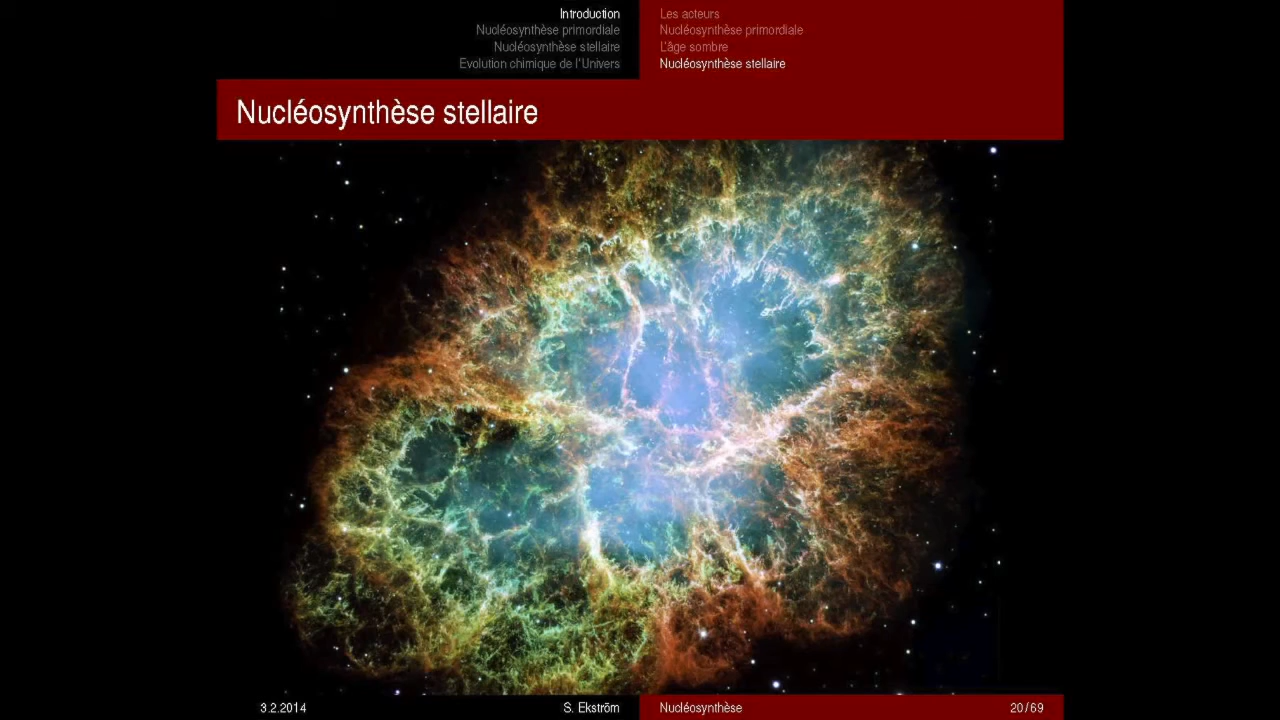 Introduction
Nucléosynthèse primordiale
Nucléosynthèse stellaire
Evolution chimique de l'Univers
Les acteurs
Nucléosynthèse primordiale
L'âge sombre
Nucléosynthèse stellaire
Nucléosynthèse stellaire
3.2.2014
S. Ekström
Nucléosynthèse
20/69